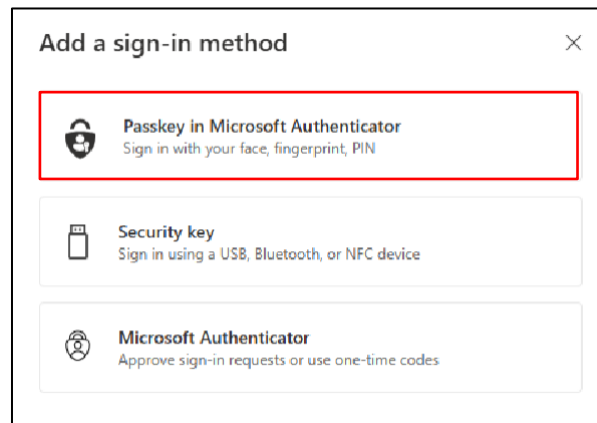 Add a sign-in method
Passkey in Microsoft Authenticator
Sign in with your face, fingerprint, PIN
Security key
Sign in using a USB, Bluetooth, or NFC device
Microsoft Authenticator
Approve sign-in requests or use one-time codes